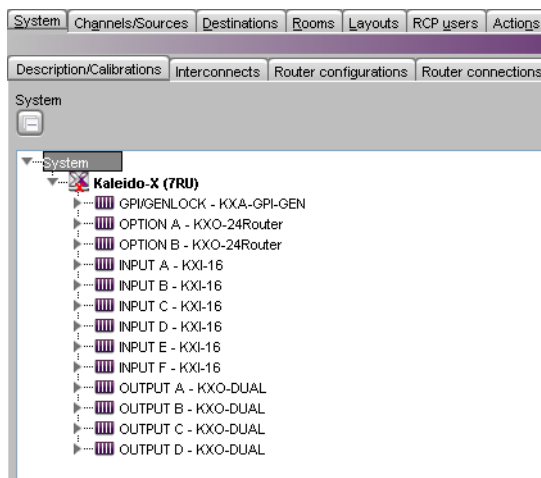 System Channels/Sources Destinations Rooms Layouts RCP users Actions
Description/Calibrations Interconnects Router configurations Router connections
System
System
Kaleido-X (7RU)
GPI/GENLOCK - KXA-GPI-GEN
OPTION A - KXO-24Router
OPTION B - KXO-24Router
INPUT A - KXI-16
INPUT B - KXI-16
INPUT C - KXI-16
INPUT D - KXI-16
INPUT E - KXI-16
INPUT F - KXI-16
OUTPUT A - KXO-DUAL
OUTPUT B - KXO-DUAL
OUTPUT C - KXO-DUAL
OUTPUT D - KXO-DUAL